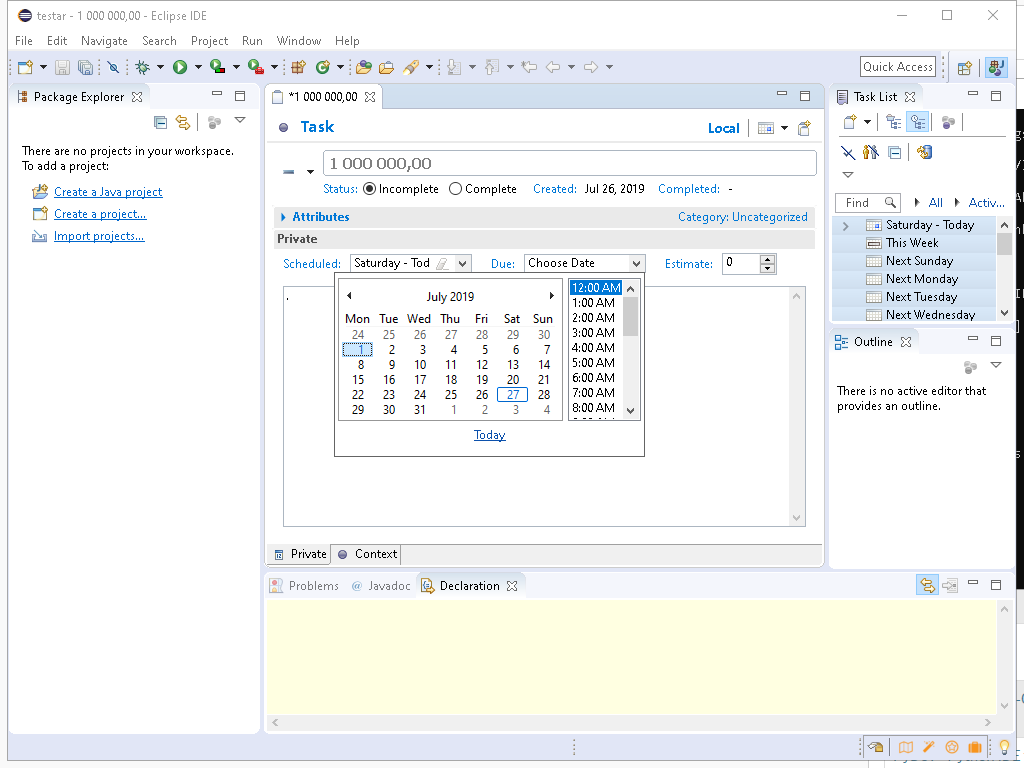 testar - 1 000 000,00 - Eclipse IDE
File Edit Navigate Search Project Run Window Help
Quick Access
Package Explorer
There are no projects in your workspace.
To add a project:
Create a Java project
Create a project...
Import projects...
*1 000 000,00
Task
Local
1 000 000,00
Status: Incomplete Complete Created: Jul 26, 2019 Completed: -
Attributes Category: Uncategorized
Private
Scheduled: Saturday - Tod Due: Choose Date Estimate: 0
.
July 2019
Mon Tue Wed Thu Fri Sat Sun
24 25 26 27 28 29 30
1 2 3 4 5 6 7
8 9 10 11 12 13 14
15 16 17 18 19 20 21
22 23 24 25 26 27 28
29 30 31 1 2 3 4
Today
12:00 AM
1:00 AM
2:00 AM
3:00 AM
4:00 AM
5:00 AM
6:00 AM
7:00 AM
8:00 AM
Private Context
Problems Javadoc Declaration
Task List
Find All Activ...
Saturday - Today
This Week
Next Sunday
Next Monday
Next Tuesday
Next Wednesday
Outline
There is no active editor that
provides an outline.